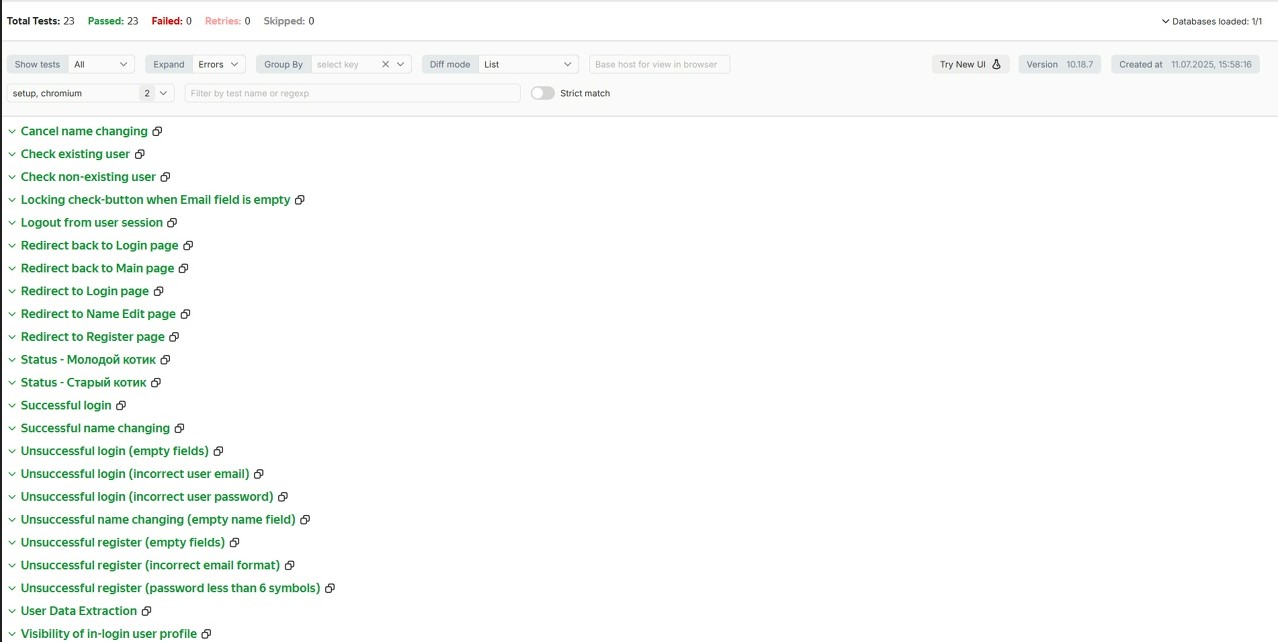 Total Tests: 23 Passed: 23 Failed: 0 Retries: 0 Skipped: 0 Databases loaded: 1/1
Show tests All Expand Errors Group By select key Diff mode List Base host for view in browser Try New UI Version 10.18.7 Created at 11.07.2025, 15:58:16
setup, chromium 2 Filter by test name or regexp Strict match
Cancel name changing
Check existing user
Check non-existing user
Locking check-button when Email field is empty
Logout from user session
Redirect back to Login page
Redirect back to Main page
Redirect to Login page
Redirect to Name Edit page
Redirect to Register page
Status - Молодой котик
Status - Старый котик
Successful login
Successful name changing
Unsuccessful login (empty fields)
Unsuccessful login (incorrect user email)
Unsuccessful login (incorrect user password)
Unsuccessful name changing (empty name field)
Unsuccessful register (empty fields)
Unsuccessful register (incorrect email format)
Unsuccessful register (password less than 6 symbols)
User Data Extraction
Visibility of in-login user profile